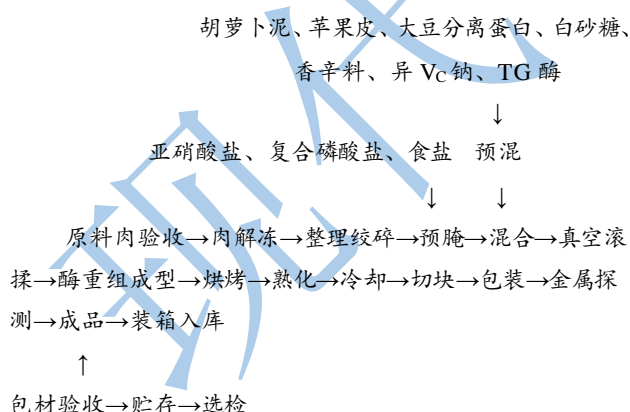 胡萝卜泥、苹果皮、大豆分离蛋白、白砂糖、
香辛料、异 VC 钠、TG 酶
↓
亚硝酸盐、复合磷酸盐、食盐 预混
↓ ↓
原料肉验收→肉解冻→整理绞碎→预腌→混合→真空滚
揉→酶重组成型→烘烤→熟化→冷却→切块→包装→金属探
测→成品→装箱入库
↑
包材验收→贮存→选检
现代